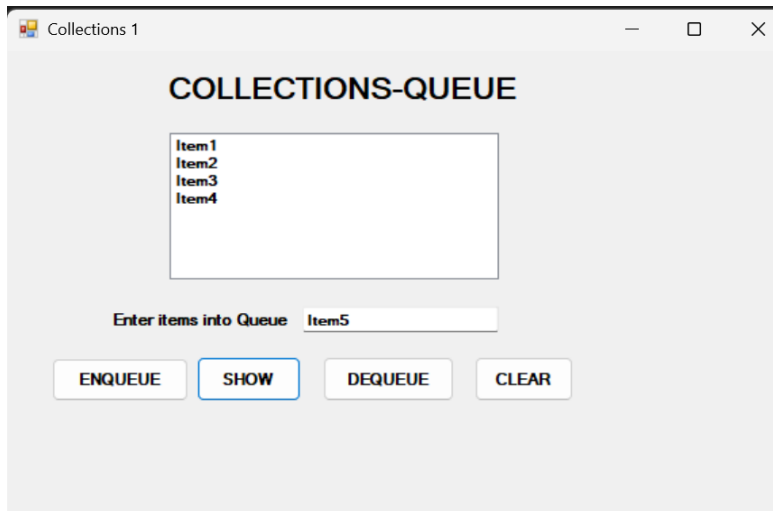 Collections 1
COLLECTIONS-QUEUE
Item1
Item2
Item3
Item4
Enter items into Queue Item5
ENQUEUE SHOW DEQUEUE CLEAR